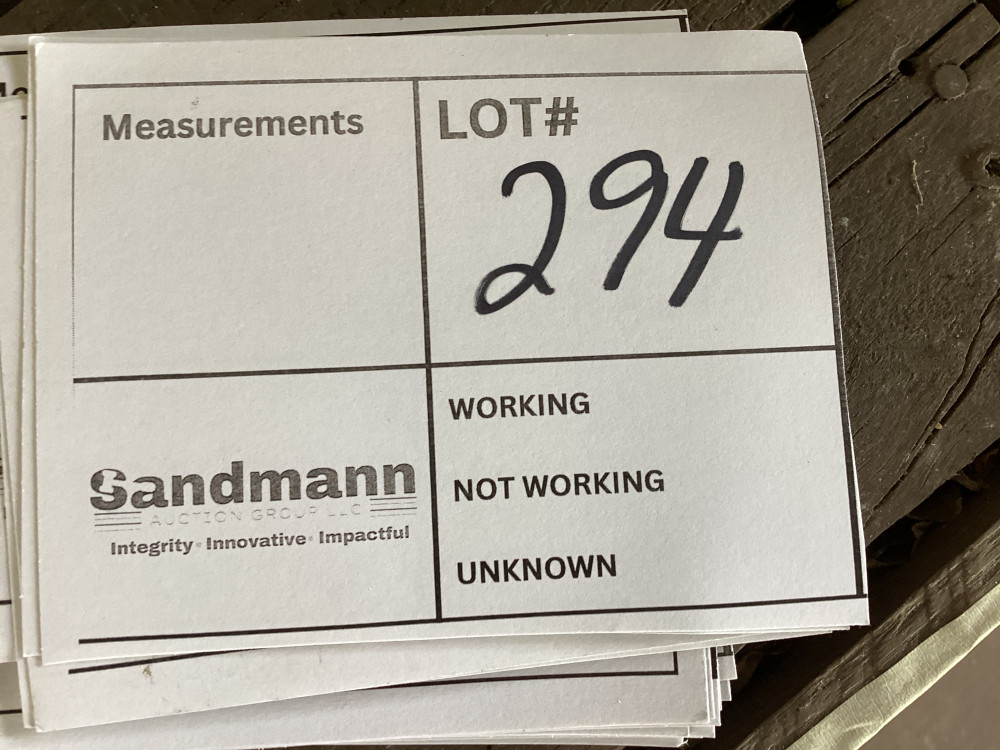 Measurements
LOT#
294
WORKING
NOT WORKING
UNKNOWN
Sandmann
AUCTION GROUP LLC
Integrity • Innovative • Impactful